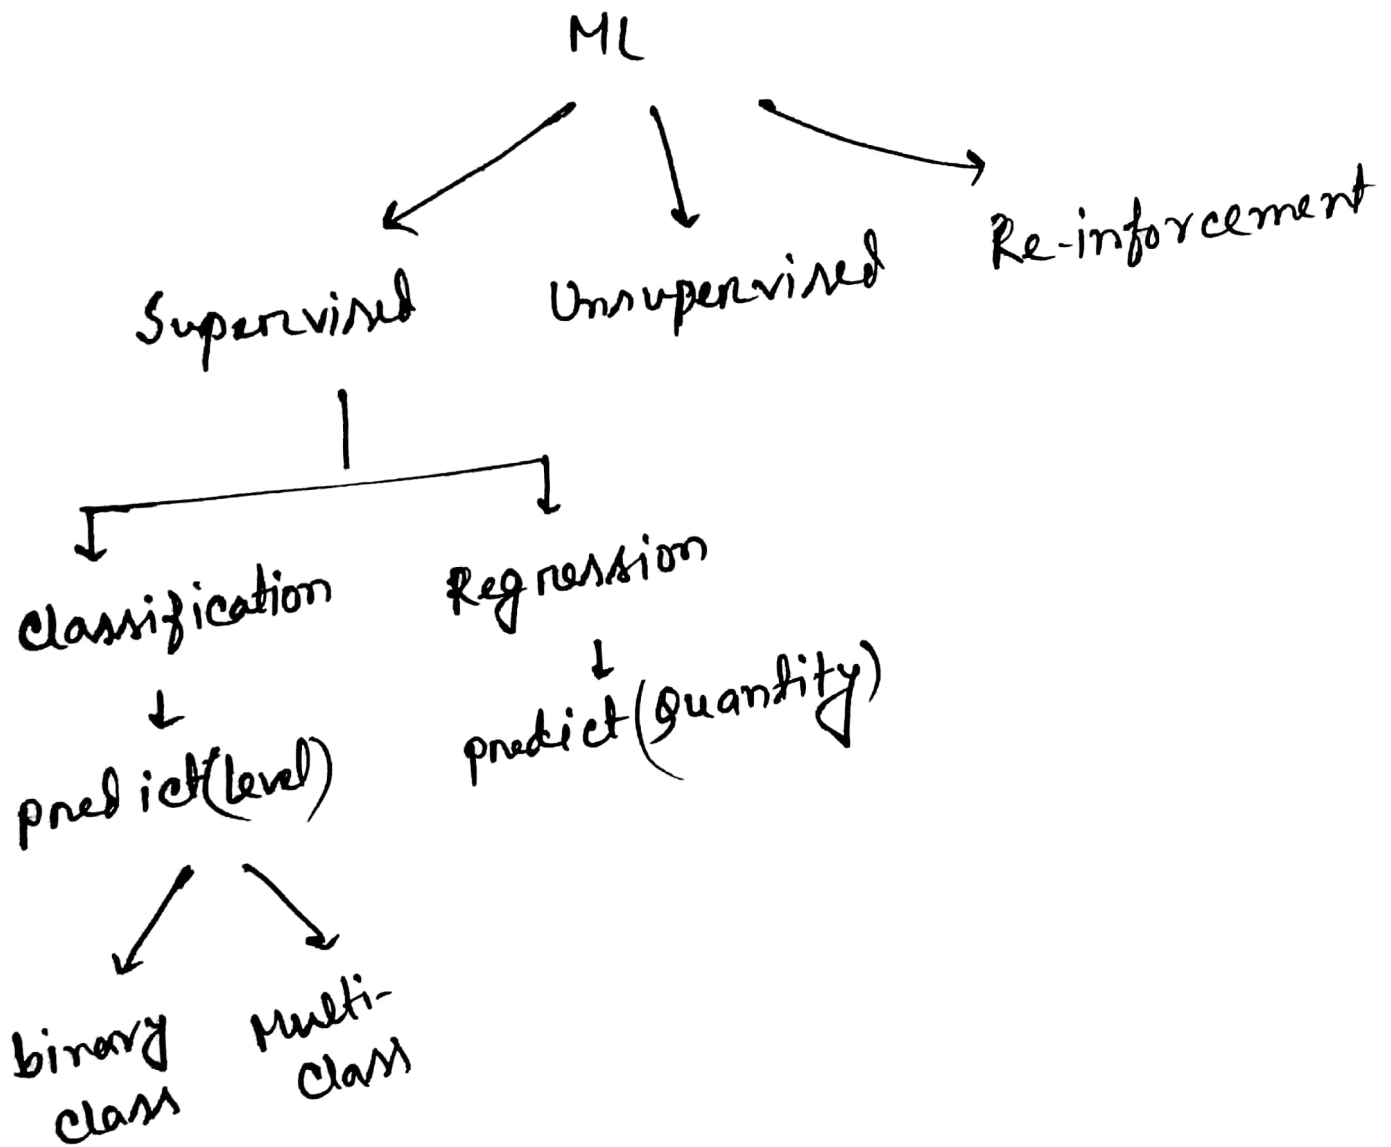 ML
Supervised
Unsupervised
Re-inforcement
Classification
Regression
predict(level)
predict(Quantity)
binary
class
Multi-
class